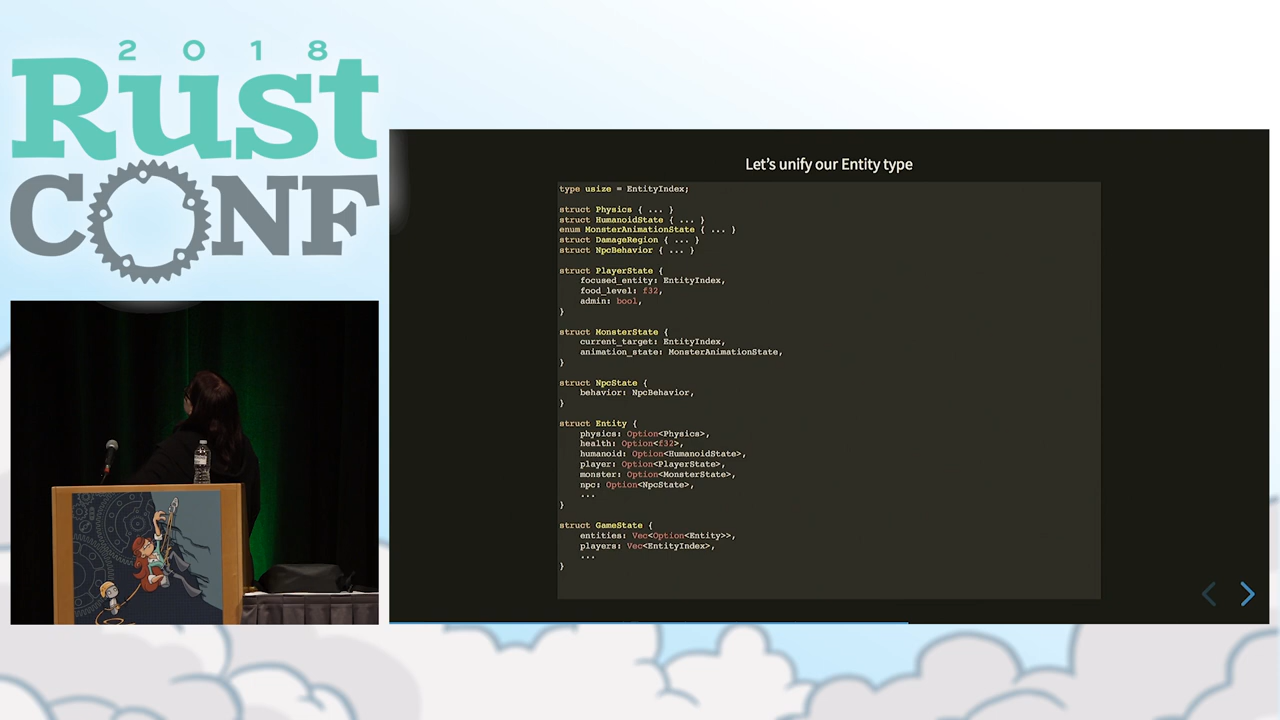 2018
Rust
CONF
Let's unify our Entity type
type usize = EntityIndex;
struct Physics { ... }
struct HumanoidState { ... }
enum MonsterAnimationState { ... }
struct DamageRegion { ... }
struct NpcBehavior { ... }
struct PlayerState {
focused_entity: EntityIndex,
food_level: f32,
admin: bool,
}
struct MonsterState {
current_target: EntityIndex,
animation_state: MonsterAnimationState,
}
struct NpcState {
behavior: NpcBehavior,
}
struct Entity {
physics: Option<Physics>,
health: Option<f32>,
humanoid: Option<HumanoidState>,
player: Option<PlayerState>,
monster: Option<MonsterState>,
npc: Option<NpcState>,
...
}
struct GameState {
entities: Vec<Option<Entity>>,
players: Vec<EntityIndex>,
...
}